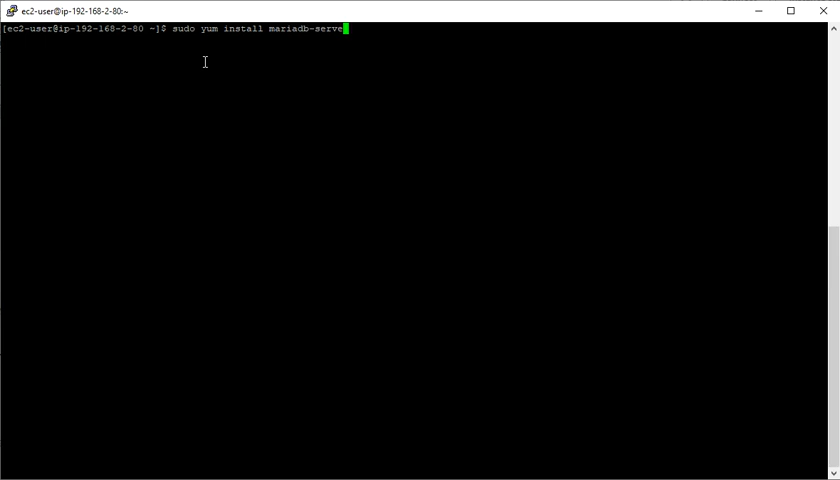 ec2-user@ip-192-168-2-80:~
[ec2-user@ip-192-168-2-80 ~]$ sudo yum install mariadb-serve